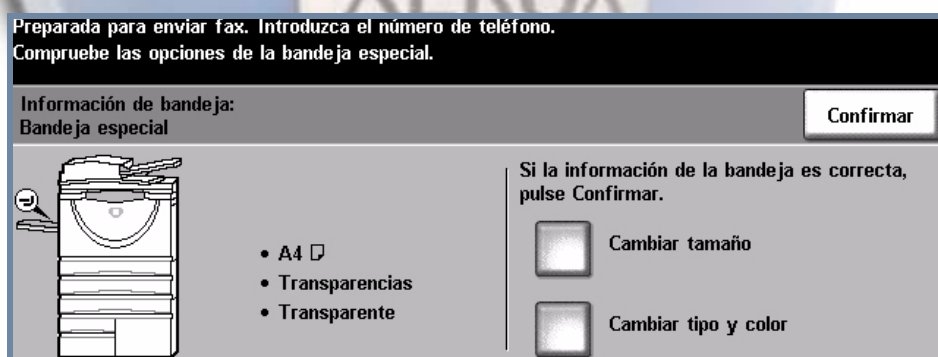 XEROX
Preparada para enviar fax. Introduzca el número de teléfono.
Compruebe las opciones de la bandeja especial.
Información de bandeja:
Bandeja especial
Confirmar
• A4
• Transparencias
• Transparente
Si la información de la bandeja es correcta,
pulse Confirmar.
Cambiar tamaño
Cambiar tipo y color